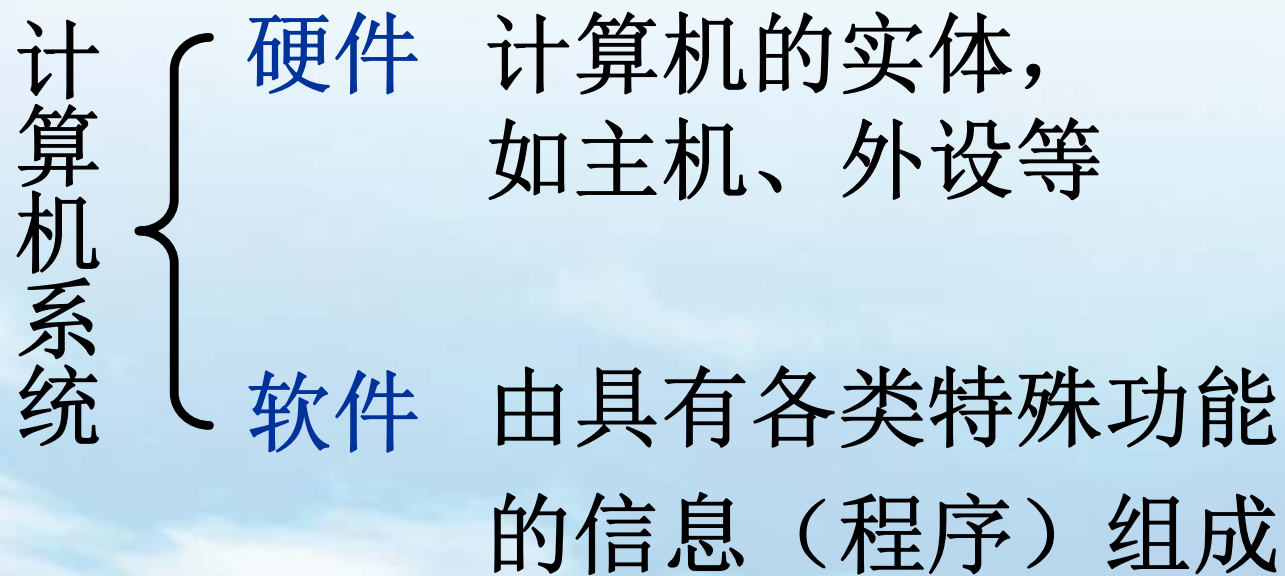 计算机系统
硬件 计算机的实体，
如主机、外设等
软件 由具有各类特殊功能
的信息（程序）组成